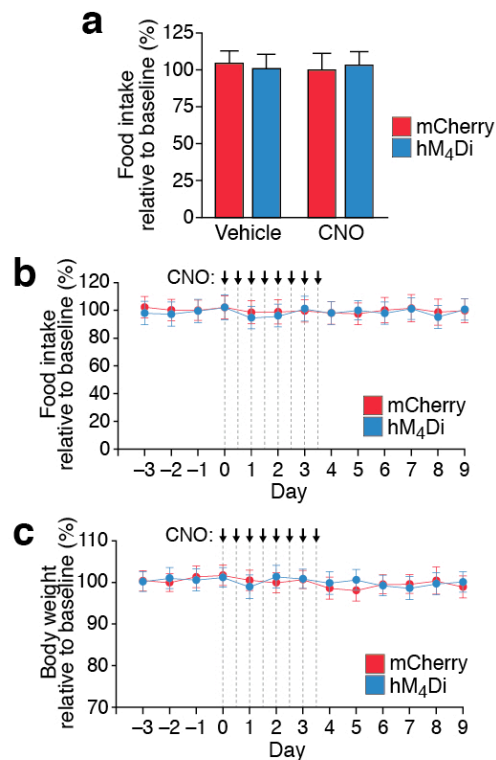 a
Food intake
relative to baseline (%)
125
100
75
50
25
0
Vehicle
CNO
mCherry
hM₄Di
b
CNO:
Food intake
relative to baseline (%)
120
100
80
60
40
20
0
–3 –2 –1 0 1 2 3 4 5 6 7 8 9
Day
mCherry
hM₄Di
c
CNO:
Body weight
relative to baseline (%)
110
100
90
80
70
–3 –2 –1 0 1 2 3 4 5 6 7 8 9
Day
mCherry
hM₄Di